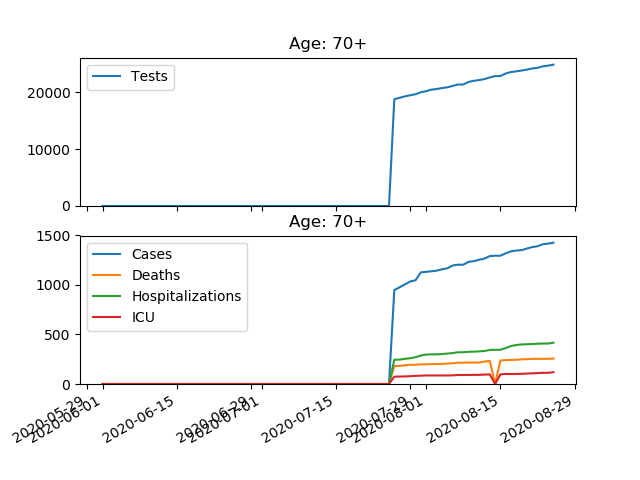 Age: 70+
Tests
20000
10000
0
Age: 70+
1500
1000
500
0
Cases
Deaths
Hospitalizations
ICU
2020-05-29
2020-06-01
2020-06-15
2020-06-29
2020-07-01
2020-07-15
2020-07-29
2020-08-01
2020-08-15
2020-08-29